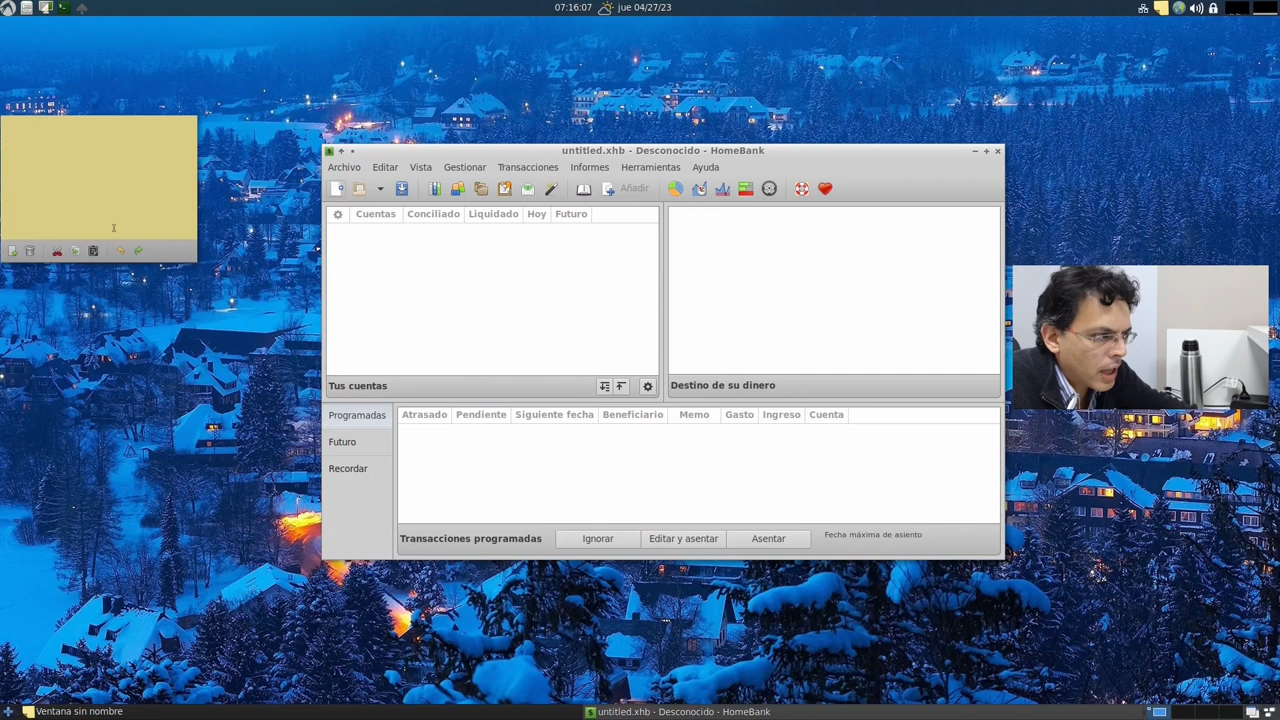 07:16:07 jue 04/27/23
untitled.xhb - Desconocido - HomeBank
Archivo Editar Vista Gestionar Transacciones Informes Herramientas Ayuda
Añadir
Cuentas Conciliado Liquidado Hoy Futuro
Tus cuentas
Destino de su dinero
Programadas
Futuro
Recordar
Atrasado Pendiente Siguiente fecha Beneficiario Memo Gasto Ingreso Cuenta
Transacciones programadas Ignorar Editar y asentar Asentar Fecha máxima de asiento
Ventana sin nombre
untitled.xhb - Desconocido - HomeBank